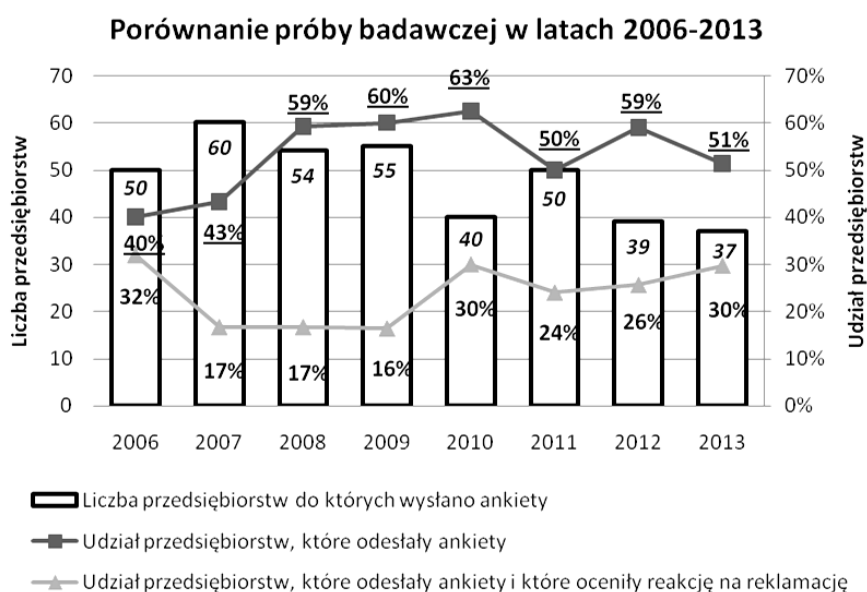 Porównanie próby badawczej w latach 2006-2013
Liczba przedsiębiorstw
Udział przedsiębiorstw
70 70%
60 60%
50 50%
40 40%
30 30%
20 20%
10 10%
0 0%
50 60 54 55 40 50 39 37
40% 43% 59% 60% 63% 50% 59% 51%
32% 17% 17% 16% 30% 24% 26% 30%
2006 2007 2008 2009 2010 2011 2012 2013
Liczba przedsiębiorstw do których wysłano ankiety
Udział przedsiębiorstw, które odesłały ankiety
Udział przedsiębiorstw, które odesłały ankiety i które oceniły reakcję na reklamację